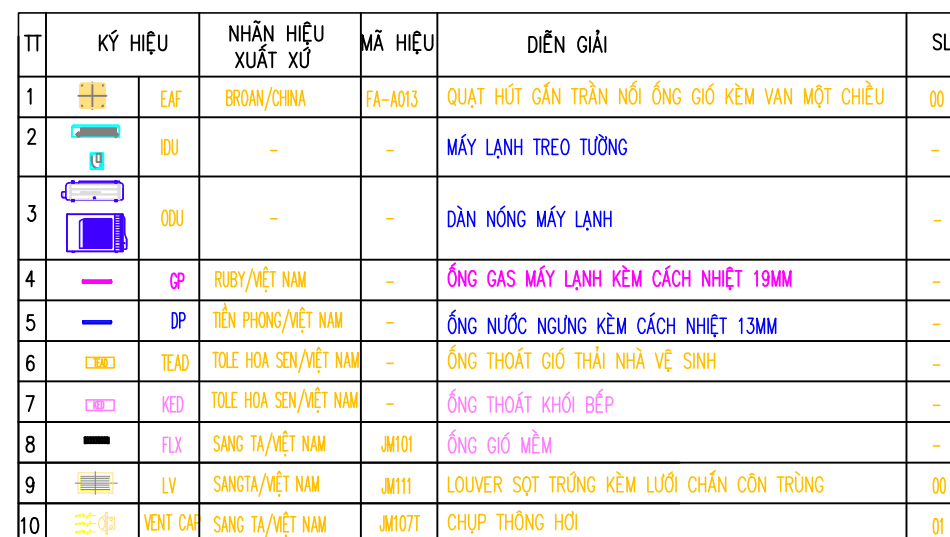 TT KÝ HIỆU NHÃN HIỆU XUẤT XỨ MÃ HIỆU DIỄN GIẢI SL
1 EAF BROAN/CHINA FA-A013 QUẠT HÚT GẮN TRẦN NỐI ỐNG GIÓ KÈM VAN MỘT CHIỀU 00
2 IDU - - MÁY LẠNH TREO TƯỜNG -
3 ODU - - DÀN NÓNG MÁY LẠNH -
4 GP RUBY/VIỆT NAM - ỐNG GAS MÁY LẠNH KÈM CÁCH NHIỆT 19MM -
5 DP TIỀN PHONG/VIỆT NAM - ỐNG NƯỚC NGƯNG KÈM CÁCH NHIỆT 13MM -
6 TEAD TEAD TOLE HOA SEN/VIỆT NAM - ỐNG THOÁT GIÓ THẢI NHÀ VỆ SINH -
7 KED KED TOLE HOA SEN/VIỆT NAM - ỐNG THOÁT KHÓI BẾP -
8 FLX SANG TA/VIỆT NAM JM101 ỐNG GIÓ MỀM -
9 LV SANGTA/VIỆT NAM JM111 LOUVER SỌT TRỨNG KÈM LƯỚI CHẮN CÔN TRÙNG 00
10 VENT CAP SANG TA/VIỆT NAM JM107T CHỤP THÔNG HƠI 01